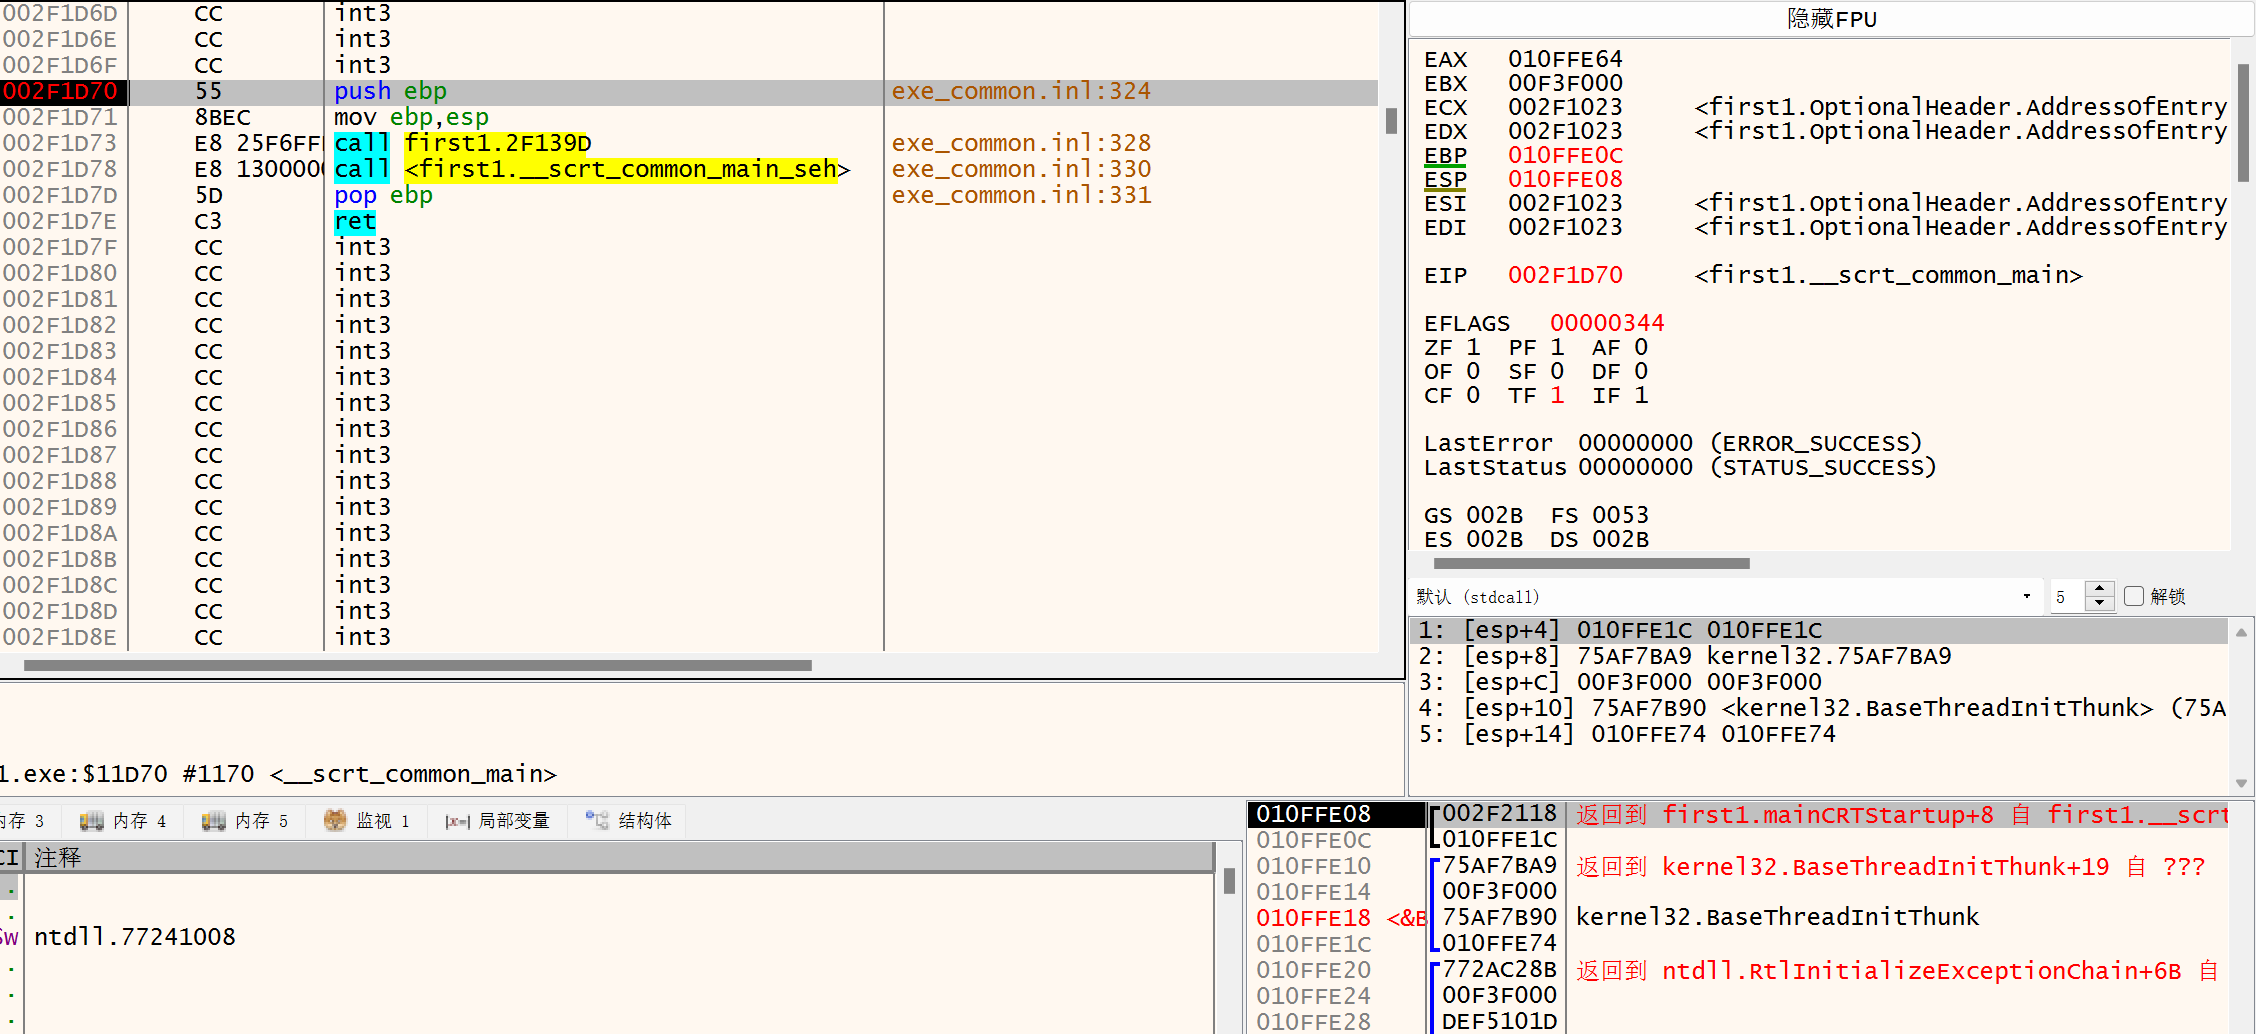 002F1D6D CC int3
002F1D6E CC int3
002F1D6F CC int3
002F1D70 55 push ebp exe_common.inl:324
002F1D71 8BEC mov ebp,esp
002F1D73 E8 25F6FF call first1.2F139D exe_common.inl:328
002F1D78 E8 130000 call <first1.__scrt_common_main_seh> exe_common.inl:330
002F1D7D 5D pop ebp exe_common.inl:331
002F1D7E C3 ret
002F1D7F CC int3
002F1D80 CC int3
002F1D81 CC int3
002F1D82 CC int3
002F1D83 CC int3
002F1D84 CC int3
002F1D85 CC int3
002F1D86 CC int3
002F1D87 CC int3
002F1D88 CC int3
002F1D89 CC int3
002F1D8A CC int3
002F1D8B CC int3
002F1D8C CC int3
002F1D8D CC int3
002F1D8E CC int3
隐藏FPU
EAX 010FFE64
EBX 00F3F000
ECX 002F1023 <first1.OptionalHeader.AddressOfEntry
EDX 002F1023 <first1.OptionalHeader.AddressOfEntry
EBP 010FFE0C
ESP 010FFE08
ESI 002F1023 <first1.OptionalHeader.AddressOfEntry
EDI 002F1023 <first1.OptionalHeader.AddressOfEntry
EIP 002F1D70 <first1.__scrt_common_main>
EFLAGS 00000344
ZF 1 PF 1 AF 0
OF 0 SF 0 DF 0
CF 0 TF 1 IF 1
LastError 00000000 (ERROR_SUCCESS)
LastStatus 00000000 (STATUS_SUCCESS)
GS 002B FS 0053
ES 002B DS 002B
默认 (stdcall) 5 解锁
1: [esp+4] 010FFE1C 010FFE1C
2: [esp+8] 75AF7BA9 kernel32.75AF7BA9
3: [esp+C] 00F3F000 00F3F000
4: [esp+10] 75AF7B90 <kernel32.BaseThreadInitThunk> (75A
5: [esp+14] 010FFE74 010FFE74
1.exe:$11D70 #1170 <__scrt_common_main>
内存 3 内存 4 内存 5 监视 1 [x=] 局部变量 结构体
CI 注释
ntdll.77241008
010FFE08 002F2118 返回到 first1.mainCRTStartup+8 自 first1.__scrt
010FFE0C 010FFE1C
010FFE10 75AF7BA9 返回到 kernel32.BaseThreadInitThunk+19 自 ???
010FFE14 00F3F000
010FFE18 <&B 75AF7B90 kernel32.BaseThreadInitThunk
010FFE1C 010FFE74
010FFE20 772AC28B 返回到 ntdll.RtlInitializeExceptionChain+6B 自
010FFE24 00F3F000
010FFE28 DEF5101D